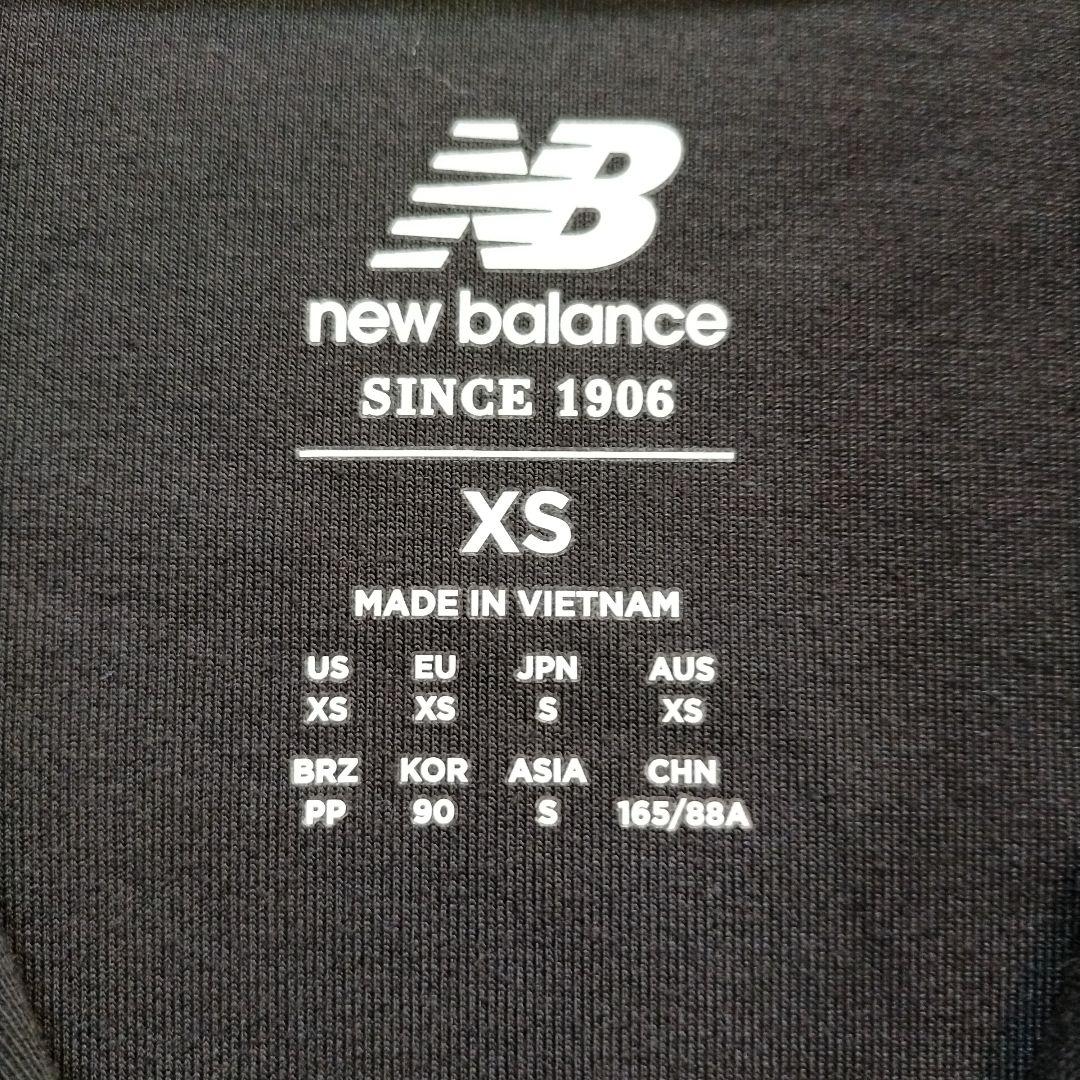 NB
new balance
SINCE 1906
XS
MADE IN VIETNAM
US EU JPN AUS
XS XS S XS
BRZ KOR ASIA CHN
PP 90 S 165/88A